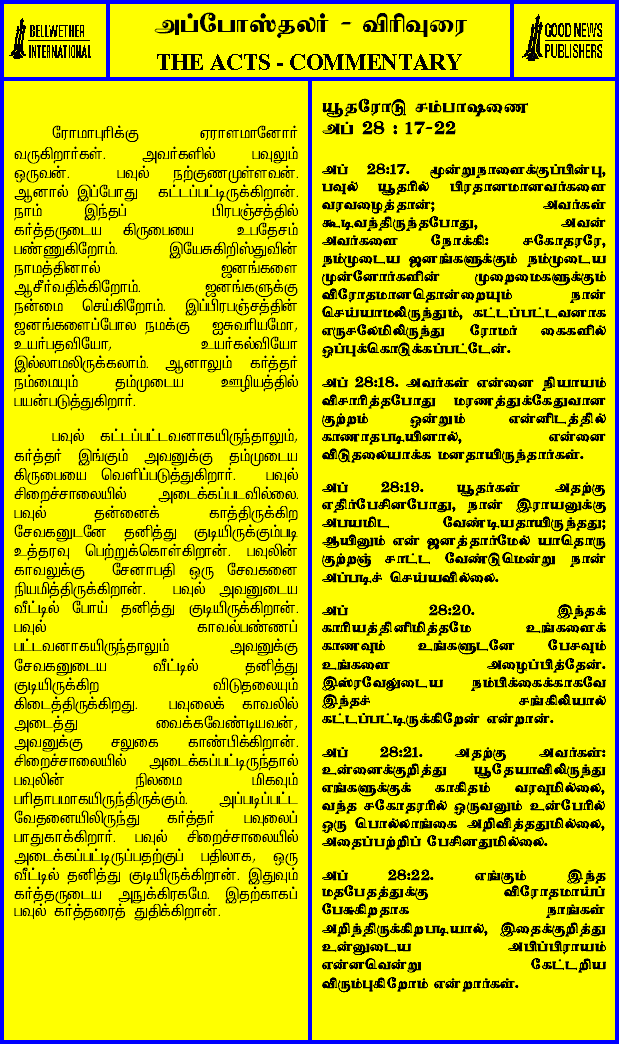 BELLWETHER
INTERNATIONAL
அப்போஸ்தலர் - விரிவுரை
THE ACTS - COMMENTARY
GOOD NEWS
PUBLISHERS
ரோமாபுரிக்கு ஏராளமானோர்
வருகிறார்கள். அவர்களில் பவுலும்
ஒருவன். பவுல் நற்குணமுள்ளவன்.
ஆனால் இப்போது கட்டப்பட்டிருக்கிறான்.
நாம் இந்தப் பிரபஞ்சத்தில்
கர்த்தருடைய கிருபையை உபதேசம்
பண்ணுகிறோம். இயேசுகிறிஸ்துவின்
நாமத்தினால் ஜனங்களை
ஆசீர்வதிக்கிறோம். ஜனங்களுக்கு
நன்மை செய்கிறோம். இப்பிரபஞ்சத்தின்
ஜனங்களைப்போல நமக்கு ஐசுவரியமோ,
உயர்பதவியோ, உயர்கல்வியோ
இல்லாமலிருக்கலாம். ஆனாலும் கர்த்தர்
நம்மையும் தம்முடைய ஊழியத்தில்
பயன்படுத்துகிறார்.
பவுல் கட்டப்பட்டவனாகயிருந்தாலும்,
கர்த்தர் இங்கும் அவனுக்கு தம்முடைய
கிருபையை வெளிப்படுத்துகிறார். பவுல்
சிறைச்சாலையில் அடைக்கப்படவில்லை.
பவுல் தன்னைக் காத்திருக்கிற
சேவகனுடனே தனித்து குடியிருக்கும்படி
உத்தரவு பெற்றுக்கொள்கிறான். பவுலின்
காவலுக்கு சேனாபதி ஒரு சேவகனை
நியமித்திருக்கிறான். பவுல் அவனுடைய
வீட்டில் போய் தனித்து குடியிருக்கிறான்.
பவுல் காவல்பண்ணப்
பட்டவனாகயிருந்தாலும் அவனுக்கு
சேவகனுடைய வீட்டில் தனித்து
குடியிருக்கிற விடுதலையும்
கிடைத்திருக்கிறது. பவுலைக் காவலில்
அடைத்து வைக்கவேண்டியவன்,
அவனுக்கு சலுகை காண்பிக்கிறான்.
சிறைச்சாலையில் அடைக்கப்பட்டிருந்தால்
பவுலின் நிலமை மிகவும்
பரிதாபமாகயிருந்திருக்கும். அப்படிப்பட்ட
வேதனையிலிருந்து கர்த்தர் பவுலைப்
பாதுகாக்கிறார். பவுல் சிறைச்சாலையில்
அடைக்கப்பட்டிருப்பதற்குப் பதிலாக, ஒரு
வீட்டில் தனித்து குடியிருக்கிறான். இதுவும்
கர்த்தருடைய அநுக்கிரகமே. இதற்காகப்
பவுல் கர்த்தரைத் துதிக்கிறான்.
யூதரோடு சம்பாஷணை
அப் 28 : 17-22
அப் 28:17. மூன்றுநாளைக்குப்பின்பு,
பவுல் யூதரில் பிரதானமானவர்களை
வரவழைத்தான்; அவர்கள்
கூடிவந்திருந்தபோது, அவன்
அவர்களை நோக்கி: சகோதரரே,
நம்முடைய ஜனங்களுக்கும் நம்முடைய
முன்னோர்களின் முறைமைகளுக்கும்
விரோதமானதொன்றையும் நான்
செய்யாமலிருந்தும், கட்டப்பட்டவனாக
எருசலேமிலிருந்து ரோமர் கைகளில்
ஒப்புக்கொடுக்கப்பட்டேன்.
அப் 28:18. அவர்கள் என்னை நியாயம்
விசாரித்தபோது மரணத்துக்கேதுவான
குற்றம் ஒன்றும் என்னிடத்தில்
காணாதபடியினால், என்னை
விடுதலையாக்க மனதாயிருந்தார்கள்.
அப் 28:19. யூதர்கள் அதற்கு
எதிர்பேசினபோது, நான் இராயனுக்கு
அபயமிட வேண்டியதாயிருந்தது;
ஆயினும் என் ஜனத்தார்மேல் யாதொரு
குற்றஞ் சாட்ட வேண்டுமென்று நான்
அப்படிச் செய்யவில்லை.
அப் 28:20. இந்தக்
காரியத்தினிமித்தமே உங்களைக்
காணவும் உங்களுடனே பேசவும்
உங்களை அழைப்பித்தேன்.
இஸ்ரவேலுடைய நம்பிக்கைக்காகவே
இந்தச் சங்கிலியால்
கட்டப்பட்டிருக்கிறேன் என்றான்.
அப் 28:21. அதற்கு அவர்கள்:
உன்னைக்குறித்து யூதேயாவிலிருந்து
எங்களுக்குக் காகிதம் வரவுமில்லை,
வந்த சகோதரரில் ஒருவனும் உன்பேரில்
ஒரு பொல்லாங்கை அறிவித்ததுமில்லை,
அதைப்பற்றிப் பேசினதுமில்லை.
அப் 28:22. எங்கும் இந்த
மதபேதத்துக்கு விரோதமாய்ப்
பேசுகிறதாக நாங்கள்
அறிந்திருக்கிறபடியால், இதைக்குறித்து
உன்னுடைய அபிப்பிராயம்
என்னவென்று கேட்டறிய
விரும்புகிறோம் என்றார்கள்.